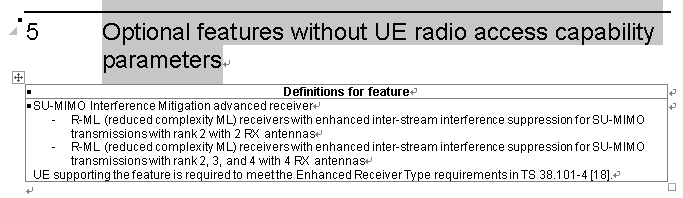 5 Optional features without UE radio access capability
parameters
Definitions for feature
SU-MIMO Interference Mitigation advanced receiver
- R-ML (reduced complexity ML) receivers with enhanced inter-stream interference suppression for SU-MIMO
transmissions with rank 2 with 2 RX antennas
- R-ML (reduced complexity ML) receivers with enhanced inter-stream interference suppression for SU-MIMO
transmissions with rank 2, 3, and 4 with 4 RX antennas
UE supporting the feature is required to meet the Enhanced Receiver Type requirements in TS 38.101-4 [18].